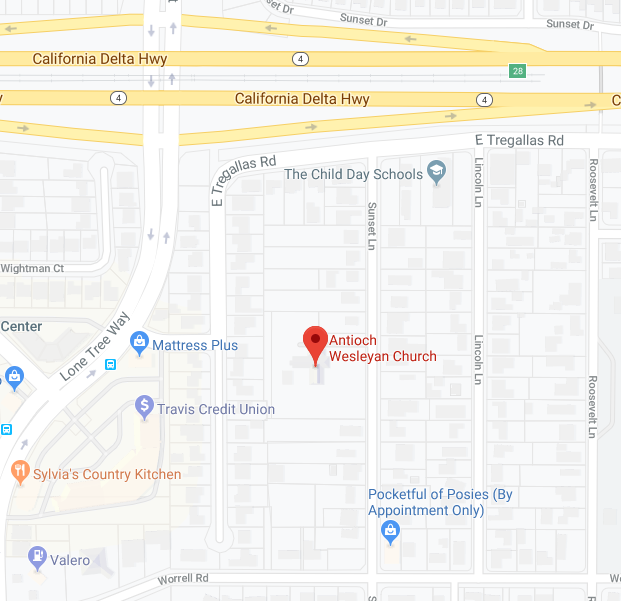 Sunset Dr
Sunset Dr
California Delta Hwy
4
28
4
California Delta Hwy
4
E Tregallas Rd
E Tregallas Rd
The Child Day Schools
Lincoln Ln
Roosevelt Ln
Sunset Ln
Wightman Ct
Center
Lone Tree Way
Mattress Plus
Antioch
Wesleyan Church
Lincoln Ln
Roosevelt Ln
$
Travis Credit Union
Sylvia's Country Kitchen
Pocketful of Posies (By
Appointment Only)
Valero
Worrell Rd